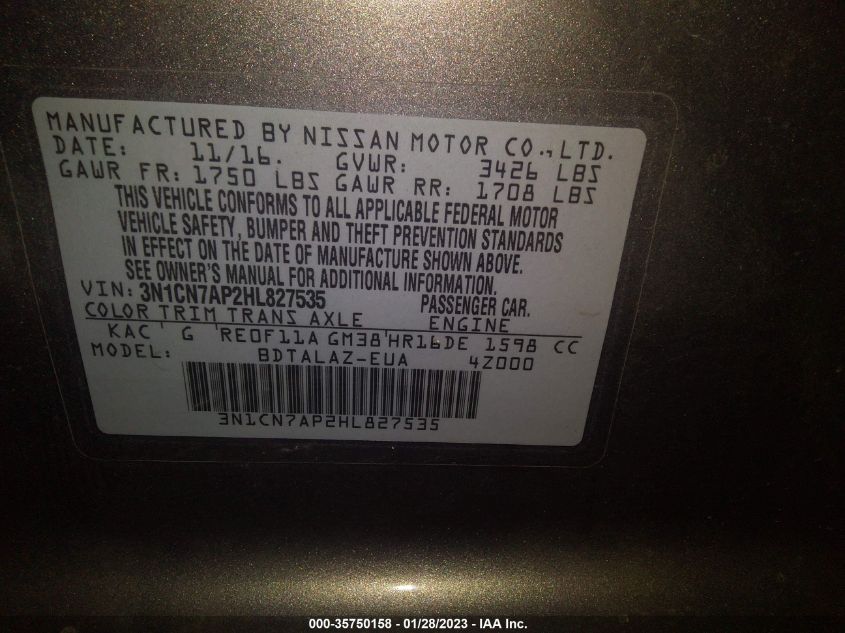 MANUFACTURED BY NISSAN MOTOR CO., LTD.
DATE: 11/16. GVWR: 3426 LBS
GAWR FR: 1750 LBS GAWR RR: 1708 LBS
THIS VEHICLE CONFORMS TO ALL APPLICABLE FEDERAL MOTOR
VEHICLE SAFETY, BUMPER AND THEFT PREVENTION STANDARDS
IN EFFECT ON THE DATE OF MANUFACTURE SHOWN ABOVE.
SEE OWNER'S MANUAL FOR ADDITIONAL INFORMATION.
VIN: 3N1CN7AP2HL827535 PASSENGER CAR.
COLOR TRIM TRANS AXLE ENGINE
KAC ' G 'RE0F11A GM38'HR16DE 1598 CC
MODEL: BDTALAZ-EUA 4Z000
3N1CN7AP2HL827535
000-35750158 - 01/28/2023 - IAA Inc.